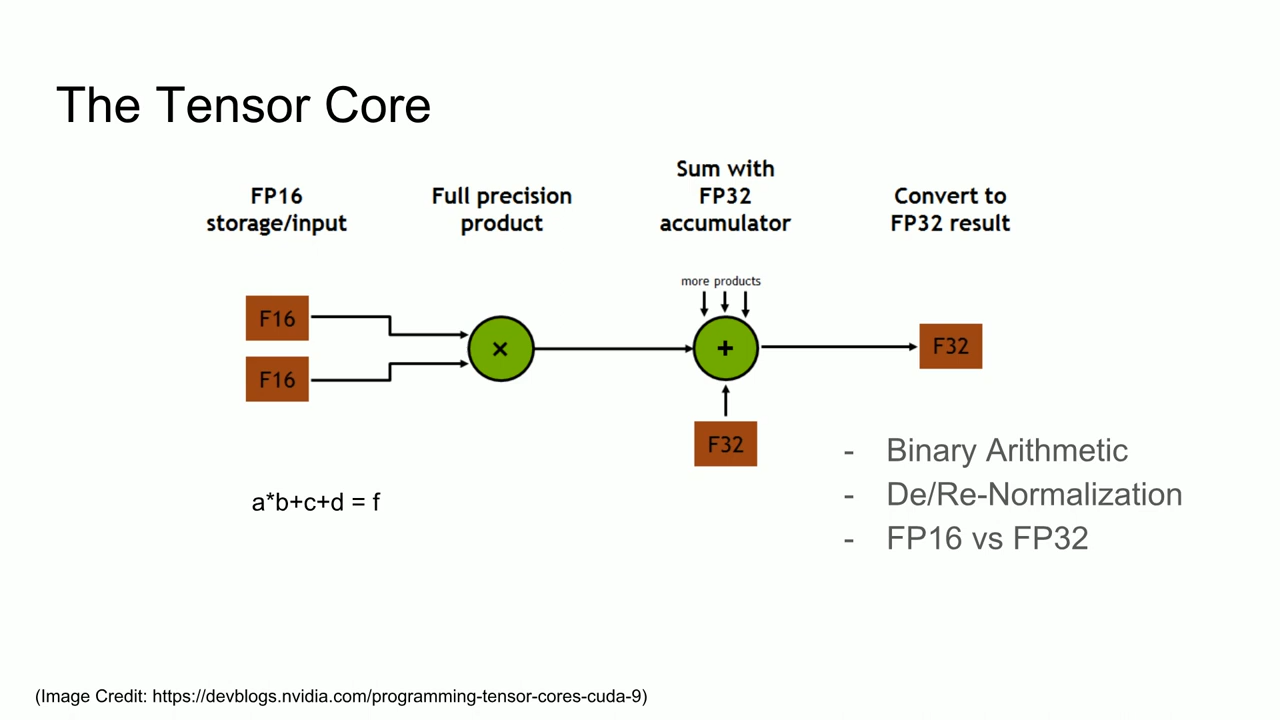 The Tensor Core
FP16
storage/input
Full precision
product
Sum with
FP32
accumulator
Convert to
FP32 result
more products
F16
F16
×
+
F32
F32
a*b+c+d = f
- Binary Arithmetic
- De/Re-Normalization
- FP16 vs FP32
(Image Credit: https://devblogs.nvidia.com/programming-tensor-cores-cuda-9)